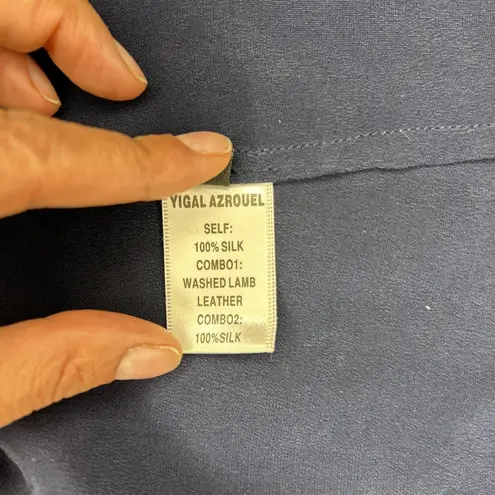 YIGAL AZROUEL
SELF:
100% SILK
COMBO1:
WASHED LAMB
LEATHER
COMBO2:
100%SILK